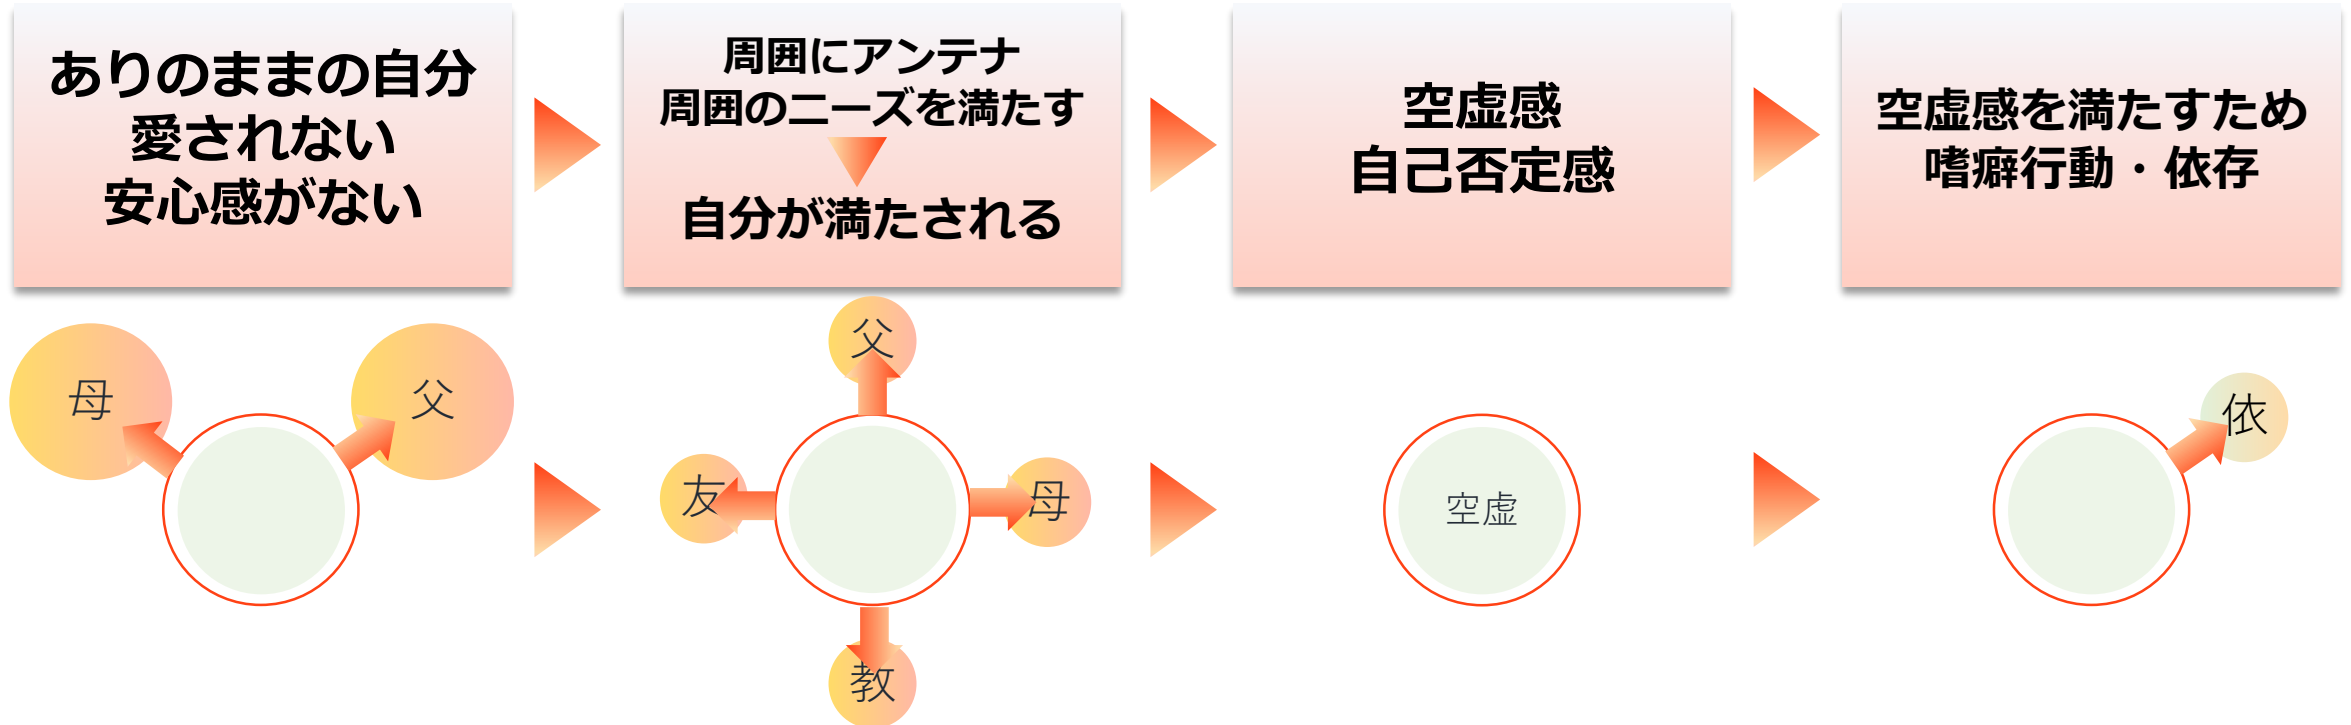 ありのままの自分
愛されない
安心感がない
周囲にアンテナ
周囲のニーズを満たす
自分が満たされる
空虚感
自己否定感
空虚感を満たすため
嗜癖行動・依存
母
父
父
友
母
教
空虚
依